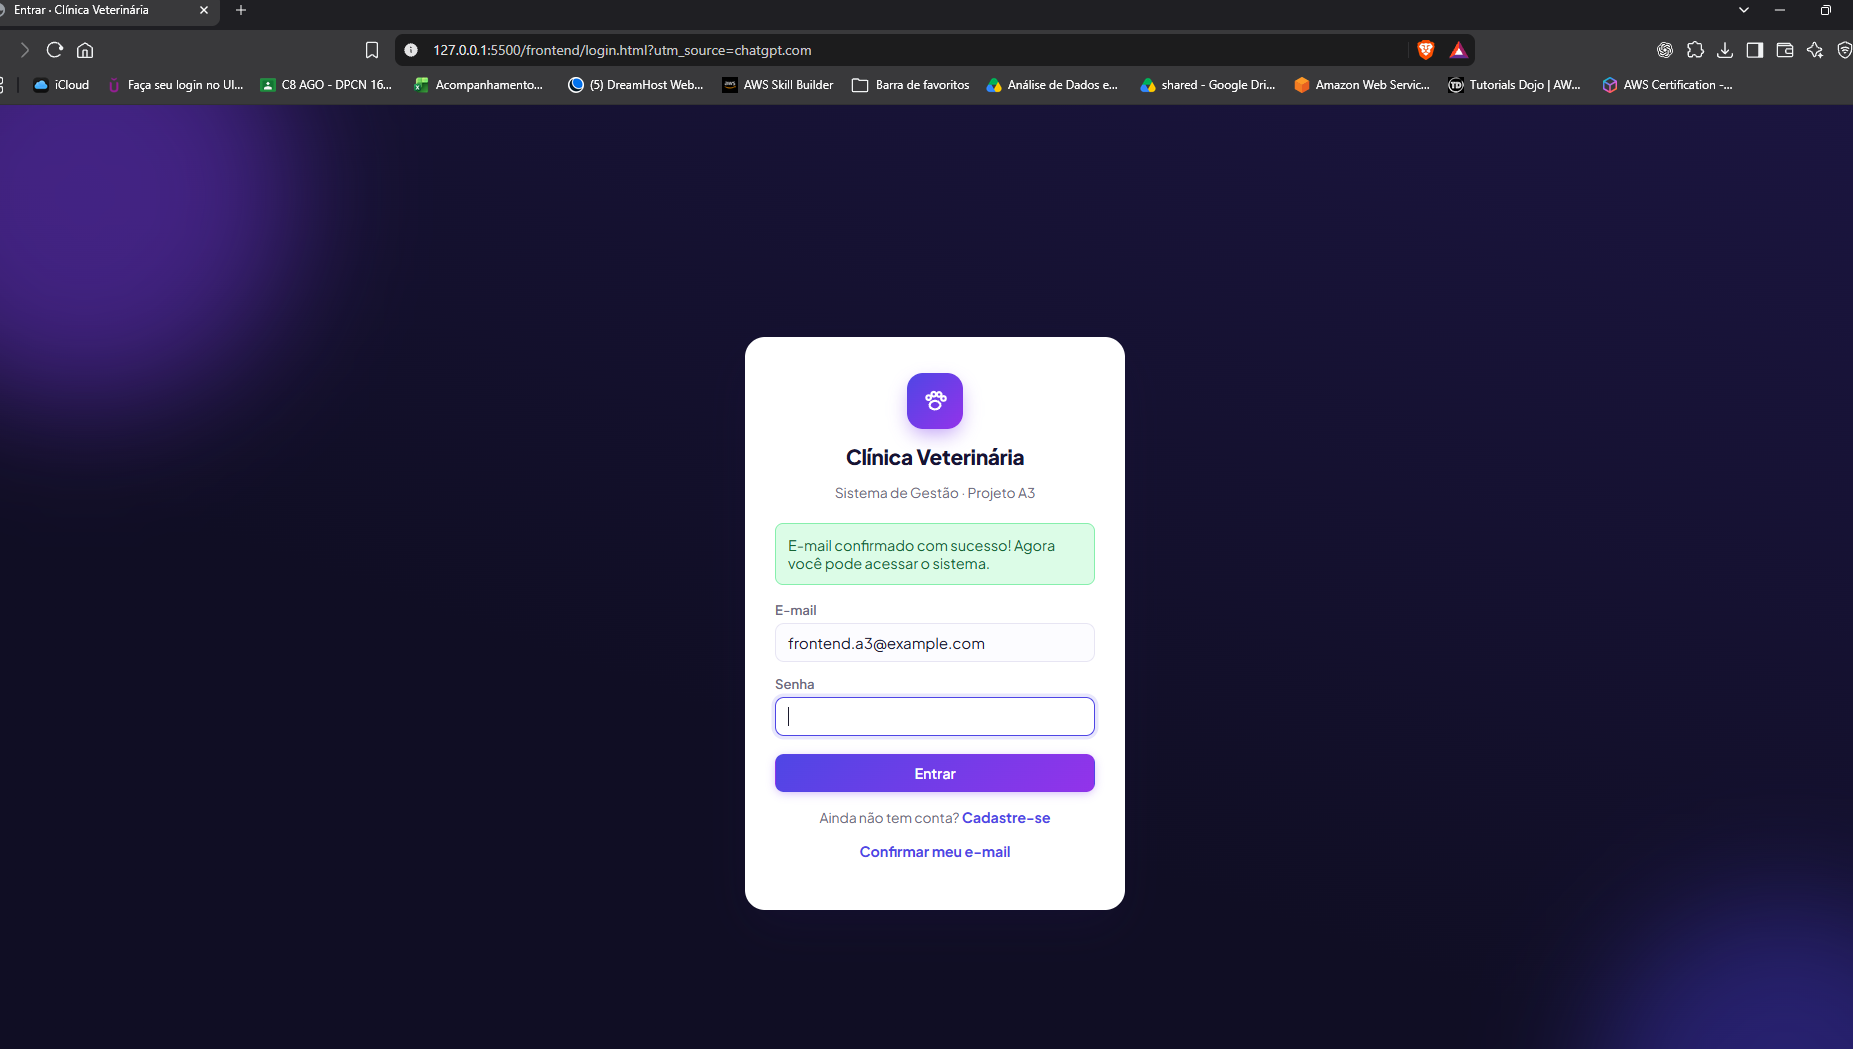 Entrar · Clínica Veterinária
127.0.0.1:5500/frontend/login.html?utm_source=chatgpt.com
iCloud
Faça seu login no Ul...
C8 AGO - DPCN 16...
Acompanhamento...
(5) DreamHost Web...
aws
AWS Skill Builder
Barra de favoritos
Análise de Dados e...
shared - Google Dri...
Amazon Web Servic...
TD
Tutorials Dojo | AW...
AWS Certification -...
Clínica Veterinária
Sistema de Gestão · Projeto A3
E-mail confirmado com sucesso! Agora
você pode acessar o sistema.
E-mail
frontend.a3@example.com
Senha
Entrar
Ainda não tem conta? Cadastre-se
Confirmar meu e-mail